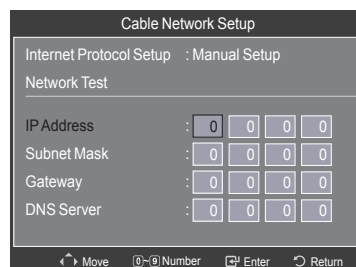 Cable Network Setup
Internet Protocol Setup : Manual Setup
Network Test
IP Address : 0 0 0 0
Subnet Mask : 0 0 0 0
Gateway : 0 0 0 0
DNS Server : 0 0 0 0
Move 0~9 Number Enter Return